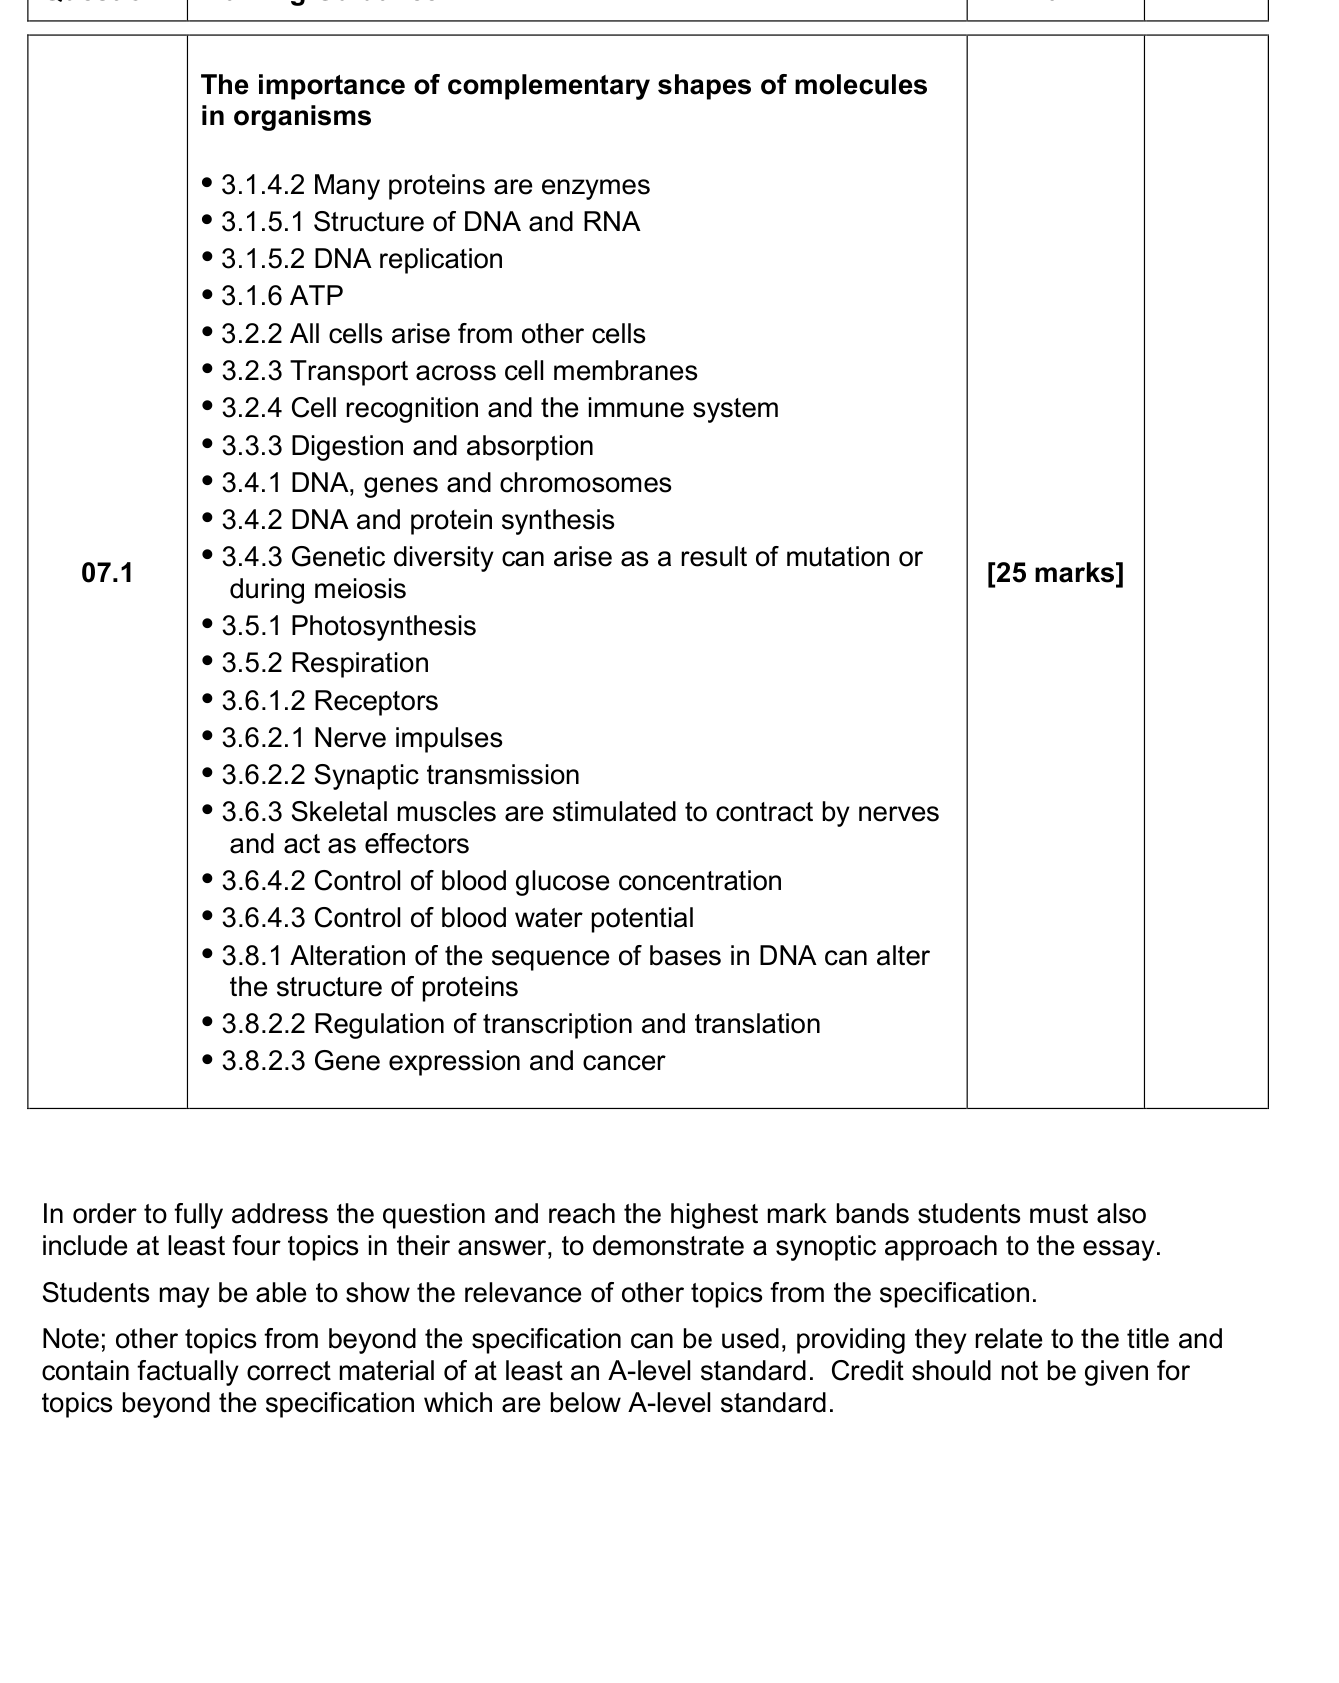 The importance of complementary shapes of molecules
in organisms
• 3.1.4.2 Many proteins are enzymes
• 3.1.5.1 Structure of DNA and RNA
• 3.1.5.2 DNA replication
• 3.1.6 ATP
• 3.2.2 All cells arise from other cells
• 3.2.3 Transport across cell membranes
• 3.2.4 Cell recognition and the immune system
• 3.3.3 Digestion and absorption
• 3.4.1 DNA, genes and chromosomes
• 3.4.2 DNA and protein synthesis
• 3.4.3 Genetic diversity can arise as a result of mutation or
during meiosis
07.1
[25 marks]
• 3.5.1 Photosynthesis
• 3.5.2 Respiration
• 3.6.1.2 Receptors
• 3.6.2.1 Nerve impulses
• 3.6.2.2 Synaptic transmission
• 3.6.3 Skeletal muscles are stimulated to contract by nerves
and act as effectors
• 3.6.4.2 Control of blood glucose concentration
• 3.6.4.3 Control of blood water potential
• 3.8.1 Alteration of the sequence of bases in DNA can alter
the structure of proteins
• 3.8.2.2 Regulation of transcription and translation
• 3.8.2.3 Gene expression and cancer
In order to fully address the question and reach the highest mark bands students must also
include at least four topics in their answer, to demonstrate a synoptic approach to the essay.
Students may be able to show the relevance of other topics from the specification.
Note; other topics from beyond the specification can be used, providing they relate to the title and
contain factually correct material of at least an A-level standard.  Credit should not be given for
topics beyond the specification which are below A-level standard.